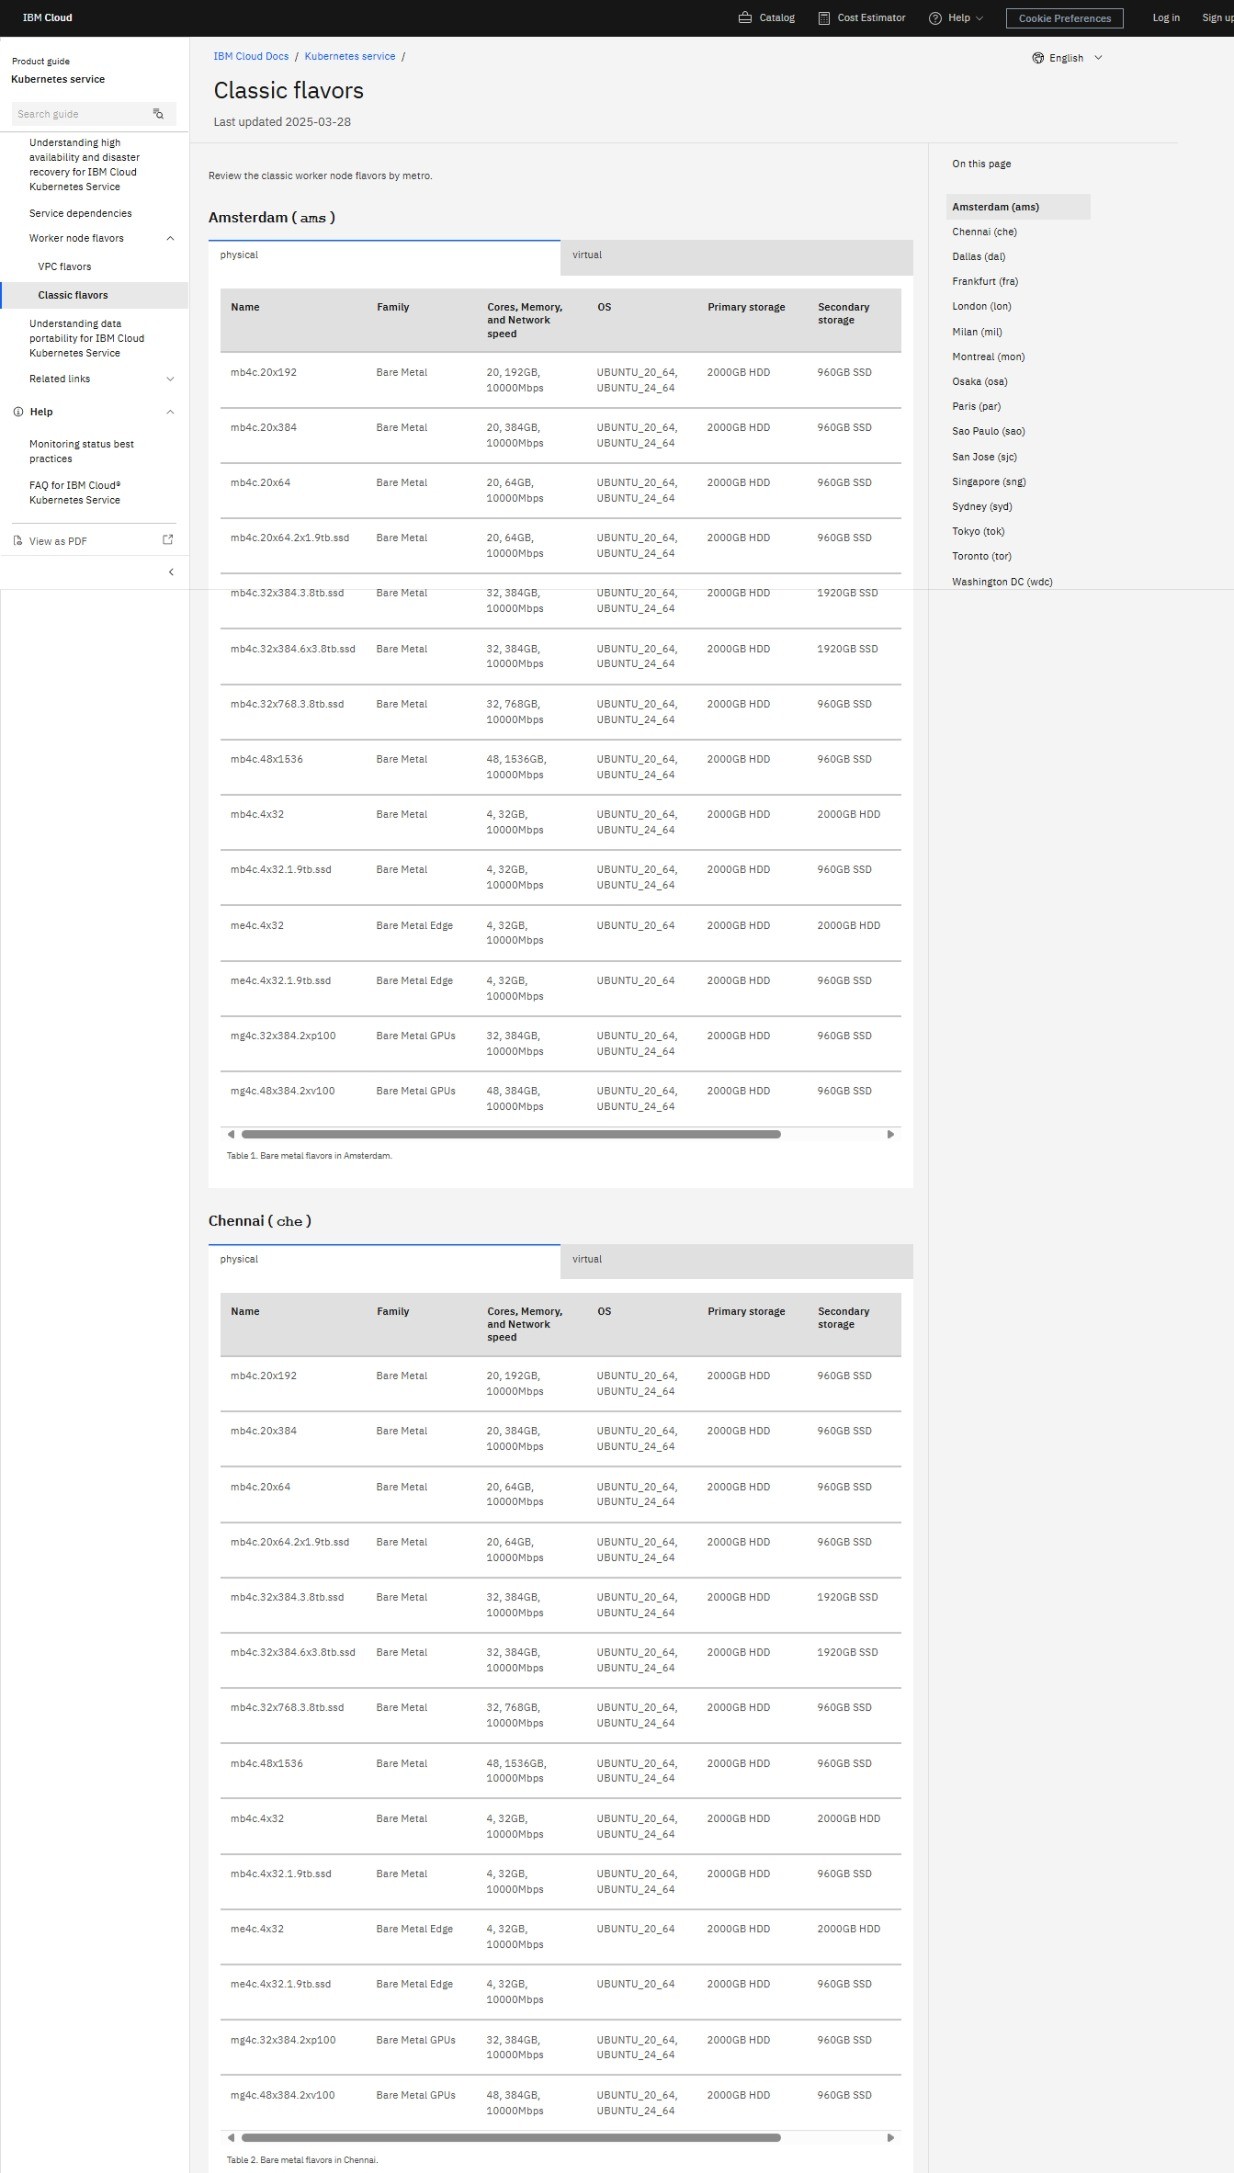 IBM Cloud
Catalog
Cost Estimator
Help
Cookie Preferences
Log in
Sign up
Product guide
Kubernetes service
Search guide
Understanding high
availability and disaster
recovery for IBM Cloud
Kubernetes Service
Service dependencies
Worker node flavors
VPC flavors
Classic flavors
Understanding data
portability for IBM Cloud
Kubernetes Service
Related links
Help
Monitoring status best
practices
FAQ for IBM Cloud®
Kubernetes Service
View as PDF
IBM Cloud Docs / Kubernetes service /
English
Classic flavors
Last updated 2025-03-28
Review the classic worker node flavors by metro.
Amsterdam ( ams )
physical
virtual
Name Family Cores, Memory, OS Primary storage Secondary
and Network storage
speed
mb4c.20x192 Bare Metal 20, 192GB, UBUNTU_20_64, 2000GB HDD 960GB SSD
10000Mbps UBUNTU_24_64
mb4c.20x384 Bare Metal 20, 384GB, UBUNTU_20_64, 2000GB HDD 960GB SSD
10000Mbps UBUNTU_24_64
mb4c.20x64 Bare Metal 20, 64GB, UBUNTU_20_64, 2000GB HDD 960GB SSD
10000Mbps UBUNTU_24_64
mb4c.20x64.2x1.9tb.ssd Bare Metal 20, 64GB, UBUNTU_20_64, 2000GB HDD 960GB SSD
10000Mbps UBUNTU_24_64
mb4c.32x384.3.8tb.ssd Bare Metal 32, 384GB, UBUNTU_20_64, 2000GB HDD 1920GB SSD
10000Mbps UBUNTU_24_64
mb4c.32x384.6x3.8tb.ssd Bare Metal 32, 384GB, UBUNTU_20_64, 2000GB HDD 1920GB SSD
10000Mbps UBUNTU_24_64
mb4c.32x768.3.8tb.ssd Bare Metal 32, 768GB, UBUNTU_20_64, 2000GB HDD 960GB SSD
10000Mbps UBUNTU_24_64
mb4c.48x1536 Bare Metal 48, 1536GB, UBUNTU_20_64, 2000GB HDD 960GB SSD
10000Mbps UBUNTU_24_64
mb4c.4x32 Bare Metal 4, 32GB, UBUNTU_20_64, 2000GB HDD 2000GB HDD
10000Mbps UBUNTU_24_64
mb4c.4x32.1.9tb.ssd Bare Metal 4, 32GB, UBUNTU_20_64, 2000GB HDD 960GB SSD
10000Mbps UBUNTU_24_64
me4c.4x32 Bare Metal Edge 4, 32GB, UBUNTU_20_64 2000GB HDD 2000GB HDD
10000Mbps
me4c.4x32.1.9tb.ssd Bare Metal Edge 4, 32GB, UBUNTU_20_64 2000GB HDD 960GB SSD
10000Mbps
mg4c.32x384.2xp100 Bare Metal GPUs 32, 384GB, UBUNTU_20_64, 2000GB HDD 960GB SSD
10000Mbps UBUNTU_24_64
mg4c.48x384.2xv100 Bare Metal GPUs 48, 384GB, UBUNTU_20_64, 2000GB HDD 960GB SSD
10000Mbps UBUNTU_24_64
Table 1. Bare metal flavors in Amsterdam.
Chennai ( che )
physical
virtual
Name Family Cores, Memory, OS Primary storage Secondary
and Network storage
speed
mb4c.20x192 Bare Metal 20, 192GB, UBUNTU_20_64, 2000GB HDD 960GB SSD
10000Mbps UBUNTU_24_64
mb4c.20x384 Bare Metal 20, 384GB, UBUNTU_20_64, 2000GB HDD 960GB SSD
10000Mbps UBUNTU_24_64
mb4c.20x64 Bare Metal 20, 64GB, UBUNTU_20_64, 2000GB HDD 960GB SSD
10000Mbps UBUNTU_24_64
mb4c.20x64.2x1.9tb.ssd Bare Metal 20, 64GB, UBUNTU_20_64, 2000GB HDD 960GB SSD
10000Mbps UBUNTU_24_64
mb4c.32x384.3.8tb.ssd Bare Metal 32, 384GB, UBUNTU_20_64, 2000GB HDD 1920GB SSD
10000Mbps UBUNTU_24_64
mb4c.32x384.6x3.8tb.ssd Bare Metal 32, 384GB, UBUNTU_20_64, 2000GB HDD 1920GB SSD
10000Mbps UBUNTU_24_64
mb4c.32x768.3.8tb.ssd Bare Metal 32, 768GB, UBUNTU_20_64, 2000GB HDD 960GB SSD
10000Mbps UBUNTU_24_64
mb4c.48x1536 Bare Metal 48, 1536GB, UBUNTU_20_64, 2000GB HDD 960GB SSD
10000Mbps UBUNTU_24_64
mb4c.4x32 Bare Metal 4, 32GB, UBUNTU_20_64, 2000GB HDD 2000GB HDD
10000Mbps UBUNTU_24_64
mb4c.4x32.1.9tb.ssd Bare Metal 4, 32GB, UBUNTU_20_64, 2000GB HDD 960GB SSD
10000Mbps UBUNTU_24_64
me4c.4x32 Bare Metal Edge 4, 32GB, UBUNTU_20_64 2000GB HDD 2000GB HDD
10000Mbps
me4c.4x32.1.9tb.ssd Bare Metal Edge 4, 32GB, UBUNTU_20_64 2000GB HDD 960GB SSD
10000Mbps
mg4c.32x384.2xp100 Bare Metal GPUs 32, 384GB, UBUNTU_20_64, 2000GB HDD 960GB SSD
10000Mbps UBUNTU_24_64
mg4c.48x384.2xv100 Bare Metal GPUs 48, 384GB, UBUNTU_20_64, 2000GB HDD 960GB SSD
10000Mbps UBUNTU_24_64
Table 2. Bare metal flavors in Chennai.
On this page
Amsterdam (ams)
Chennai (che)
Dallas (dal)
Frankfurt (fra)
London (lon)
Milan (mil)
Montreal (mon)
Osaka (osa)
Paris (par)
Sao Paulo (sao)
San Jose (sjc)
Singapore (sng)
Sydney (syd)
Tokyo (tok)
Toronto (tor)
Washington DC (wdc)